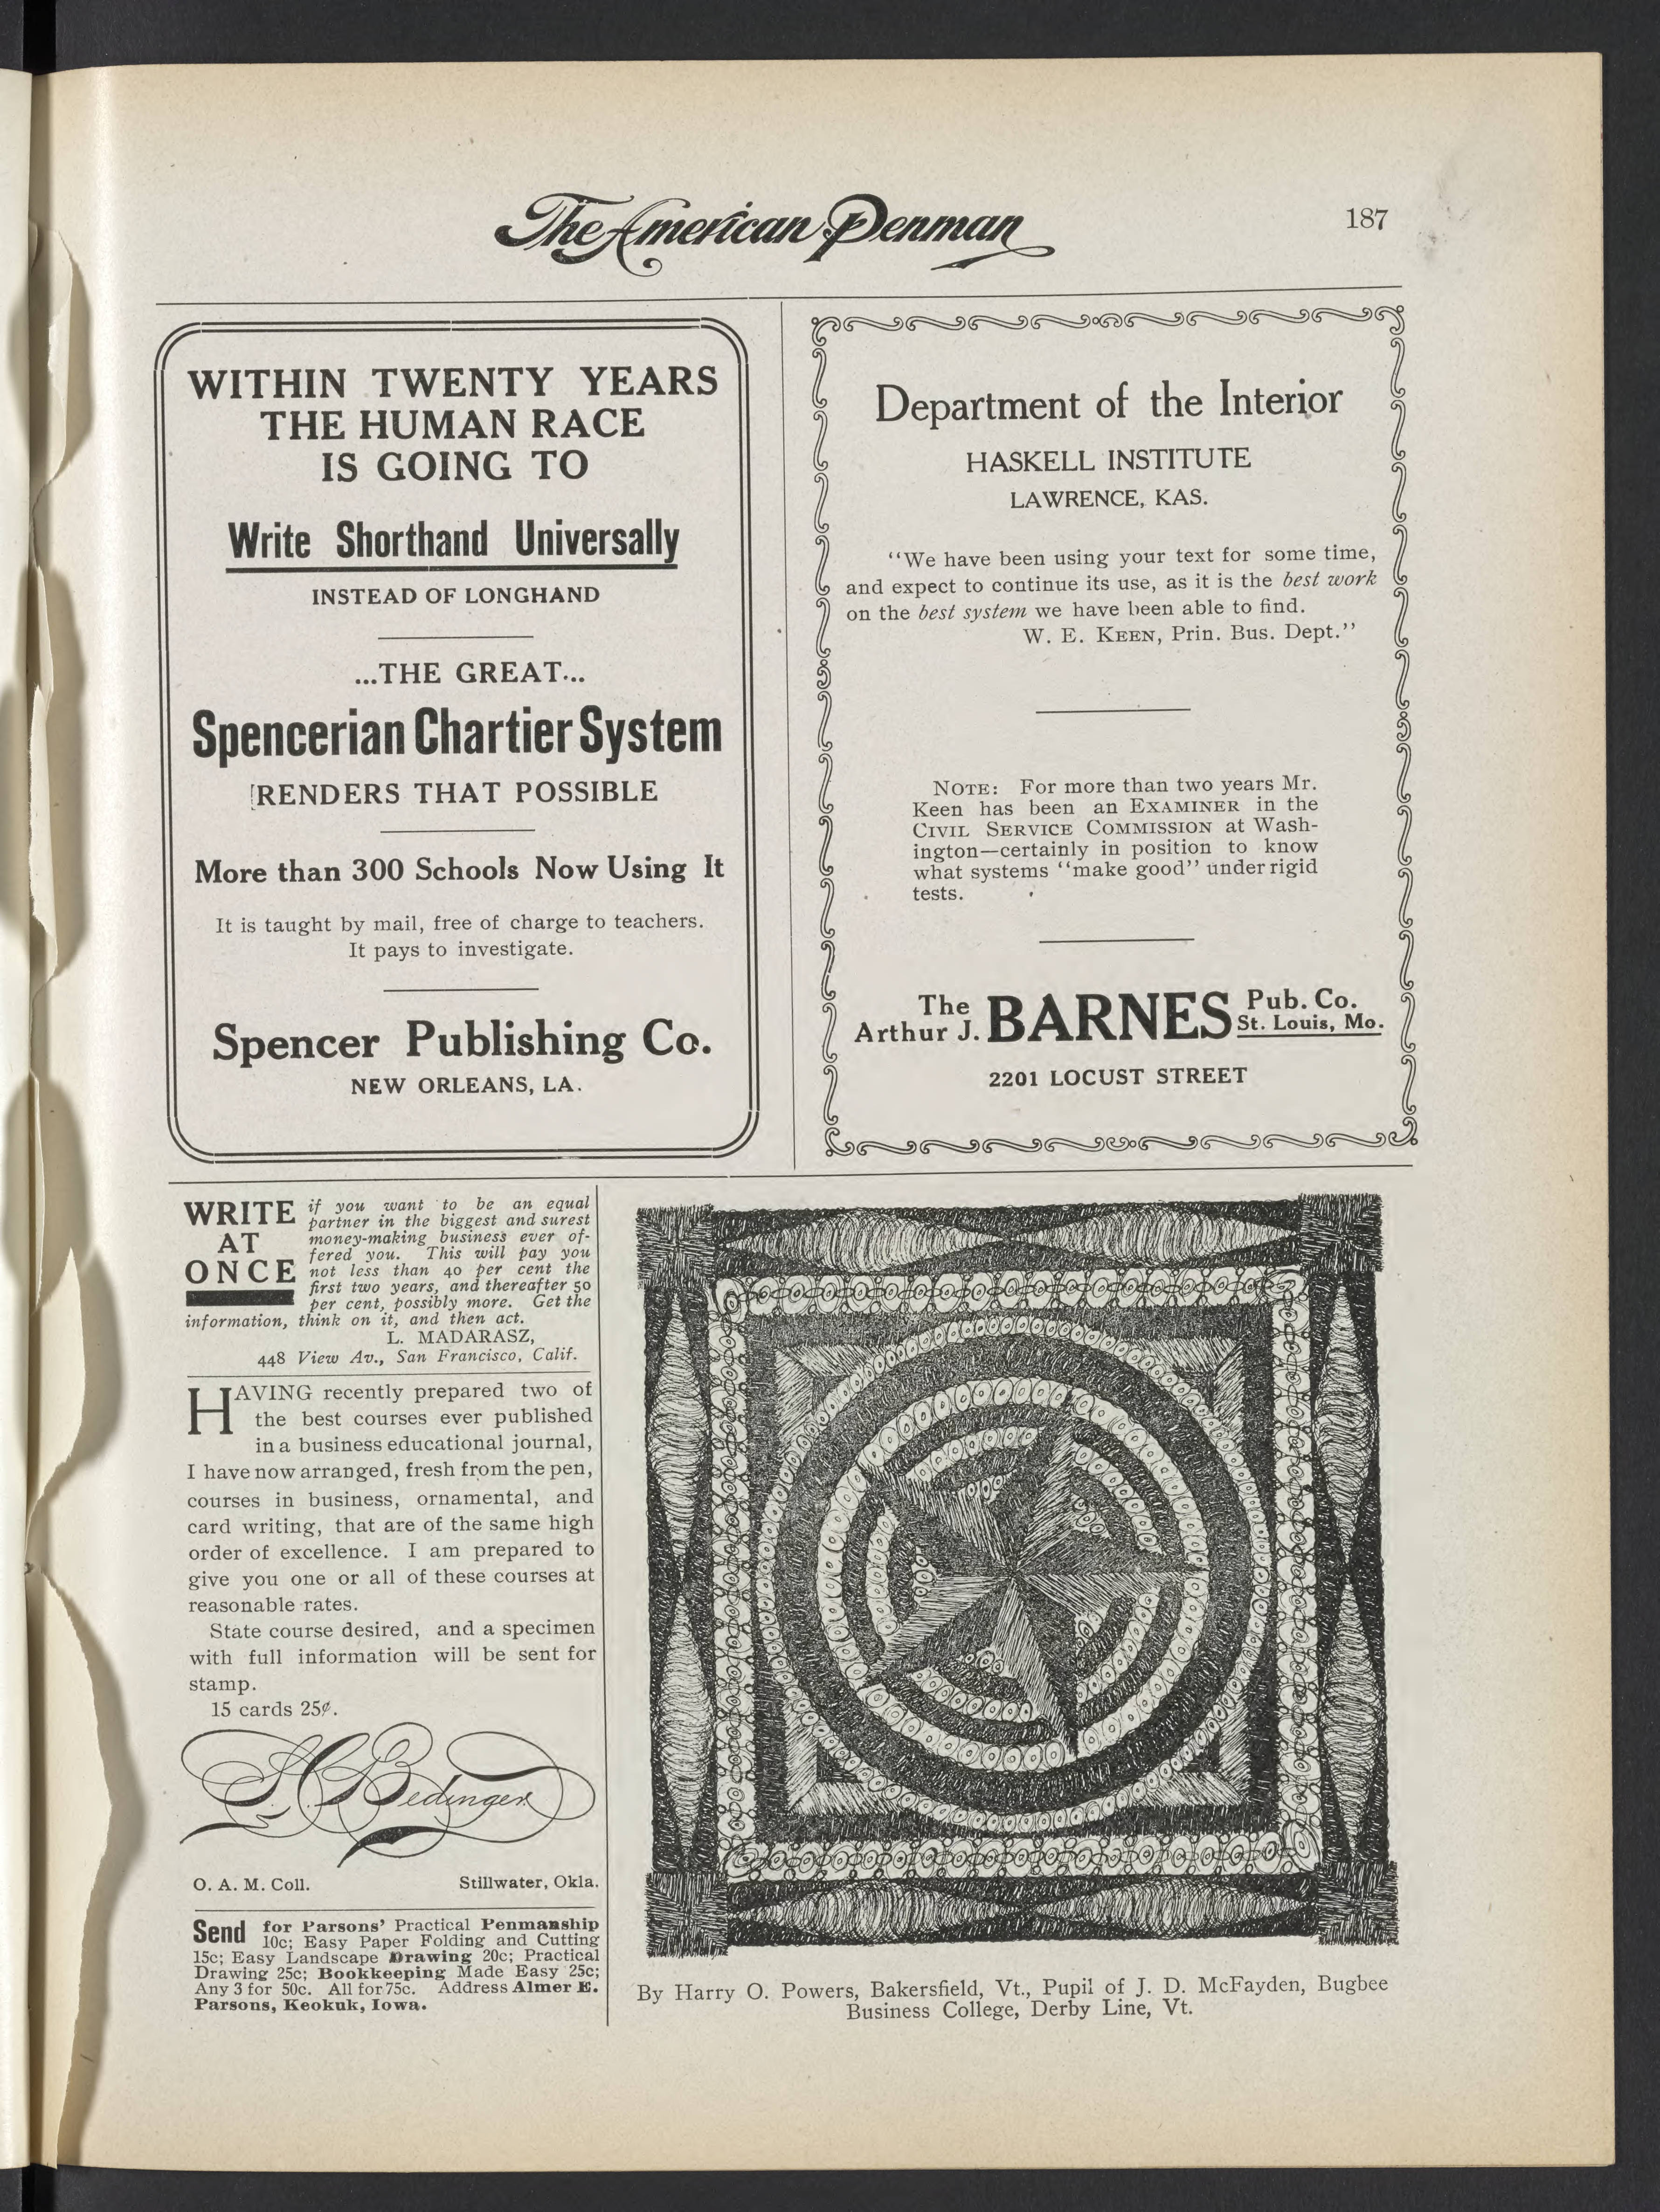 The American Penman
187
WITHIN TWENTY YEARS
THE HUMAN RACE
IS GOING TO
Write Shorthand Universally
INSTEAD OF LONGHAND
...THE GREAT...
Spencerian Chartier System
RENDERS THAT POSSIBLE
More than 300 Schools Now Using It
It is taught by mail, free of charge to teachers.
It pays to investigate.
Spencer Publishing Co.
NEW ORLEANS, LA.
Department of the Interior
HASKELL INSTITUTE
LAWRENCE, KAS.
"We have been using your text for some time,
and expect to continue its use, as it is the best work
on the best system we have been able to find.
W. E. KEEN, Prin. Bus. Dept."
NOTE: For more than two years Mr.
Keen has been an EXAMINER in the
CIVIL SERVICE COMMISSION at Wash-
ington—certainly in position to know
what systems "make good" under rigid
tests.
The Arthur J. BARNES Pub. Co. St. Louis, Mo.
2201 LOCUST STREET
WRITE AT ONCE if you want to be an equal
partner in the biggest and surest
money-making business ever of-
fered you. This will pay you
not less than 40 per cent the
first two years, and thereafter 50
per cent, possibly more. Get the
information, think on it, and then act.
L. MADARASZ,
448 View Av., San Francisco, Calif.
HAVING recently prepared two of
the best courses ever published
in a business educational journal,
I have now arranged, fresh from the pen,
courses in business, ornamental, and
card writing, that are of the same high
order of excellence. I am prepared to
give you one or all of these courses at
reasonable rates.
State course desired, and a specimen
with full information will be sent for
stamp.
15 cards 25¢.
Bedinger
O. A. M. Coll. Stillwater, Okla.
Send for Parsons' Practical Penmanship
10c; Easy Paper Folding and Cutting
15c; Easy Landscape Drawing 20c; Practical
Drawing 25c; Bookkeeping Made Easy 25c;
Any 3 for 50c. All for 75c. Address Almer E.
Parsons, Keokuk, Iowa.
By Harry O. Powers, Bakersfield, Vt., Pupil of J. D. McFayden, Bugbee
Business College, Derby Line, Vt.